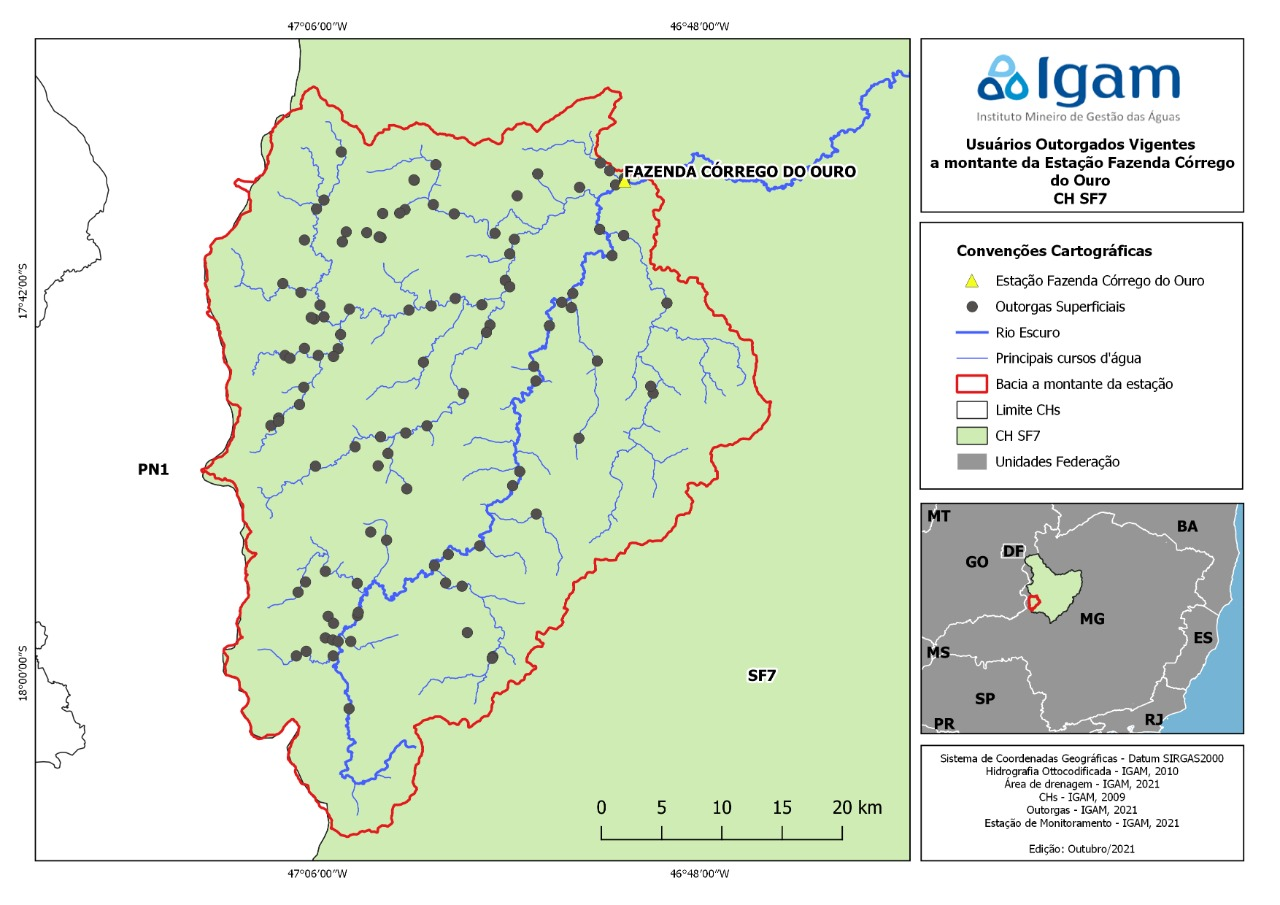 47°06'00"W
46°48'00"W
17°42'00"S
18°00'00"S
FAZENDA CÓRREGO DO OURO
PN1
SF7
0 5 10 15 20 km
47°06'00"W
46°48'00"W
Igam
Instituto Mineiro de Gestão das Águas
Usuários Outorgados Vigentes
a montante da Estação Fazenda Córrego
do Ouro
CH SF7
Convenções Cartográficas
Estação Fazenda Córrego do Ouro
Outorgas Superficiais
Rio Escuro
Principais cursos d'água
Bacia a montante da estação
Limite CHs
CH SF7
Unidades Federação
MT
BA
DF
GO
MG
ES
MS
SP
RJ
PR
Sistema de Coordenadas Geográficas - Datum SIRGAS2000
Hidrografia Ottocodificada - IGAM, 2010
Área de drenagem - IGAM, 2021
CHs - IGAM, 2009
Outorgas - IGAM, 2021
Estação de Monitoramento - IGAM, 2021
Edição: Outubro/2021